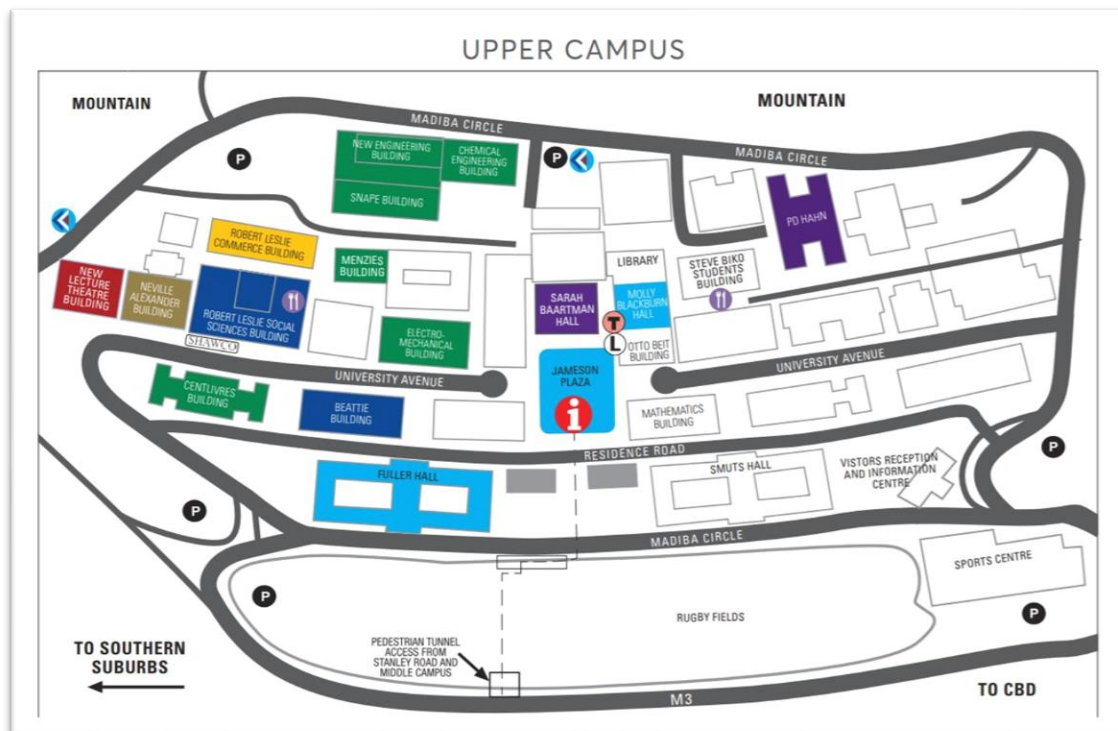 UPPER CAMPUS
MOUNTAIN
MOUNTAIN
MADIBA CIRCLE
MADIBA CIRCLE
P
P
NEW ENGINEERING
BUILDING
CHEMICAL
ENGINEERING
BUILDING
SNAPE BUILDING
PD HAHN
ROBERT LESLIE
COMMERCE BUILDING
MENZIES
BUILDING
LIBRARY
STEVE BIKO
STUDENTS
BUILDING
NEW
LECTURE
THEATRE
BUILDING
NEVILLE
ALEXANDER
BUILDING
ROBERT LESLIE SOCIAL
SCIENCES BUILDING
SARAH
BAARTMAN
HALL
MOLLY
BLACKBURN
HALL
T
L
ELECTRO-
MECHANICAL
BUILDING
OTTO BEIT
BUILDING
SHAWCO
UNIVERSITY AVENUE
UNIVERSITY AVENUE
JAMESON
PLAZA
i
CENTLIVRES
BUILDING
BEATTIE
BUILDING
MATHEMATICS
BUILDING
RESIDENCE ROAD
FULLER HALL
SMUTS HALL
VISTORS RECEPTION
AND INFORMATION
CENTRE
P
P
MADIBA CIRCLE
SPORTS CENTRE
P
P
RUGBY FIELDS
PEDESTRIAN TUNNEL
ACCESS FROM
STANLEY ROAD AND
MIDDLE CAMPUS
TO SOUTHERN
SUBURBS
M3
TO CBD